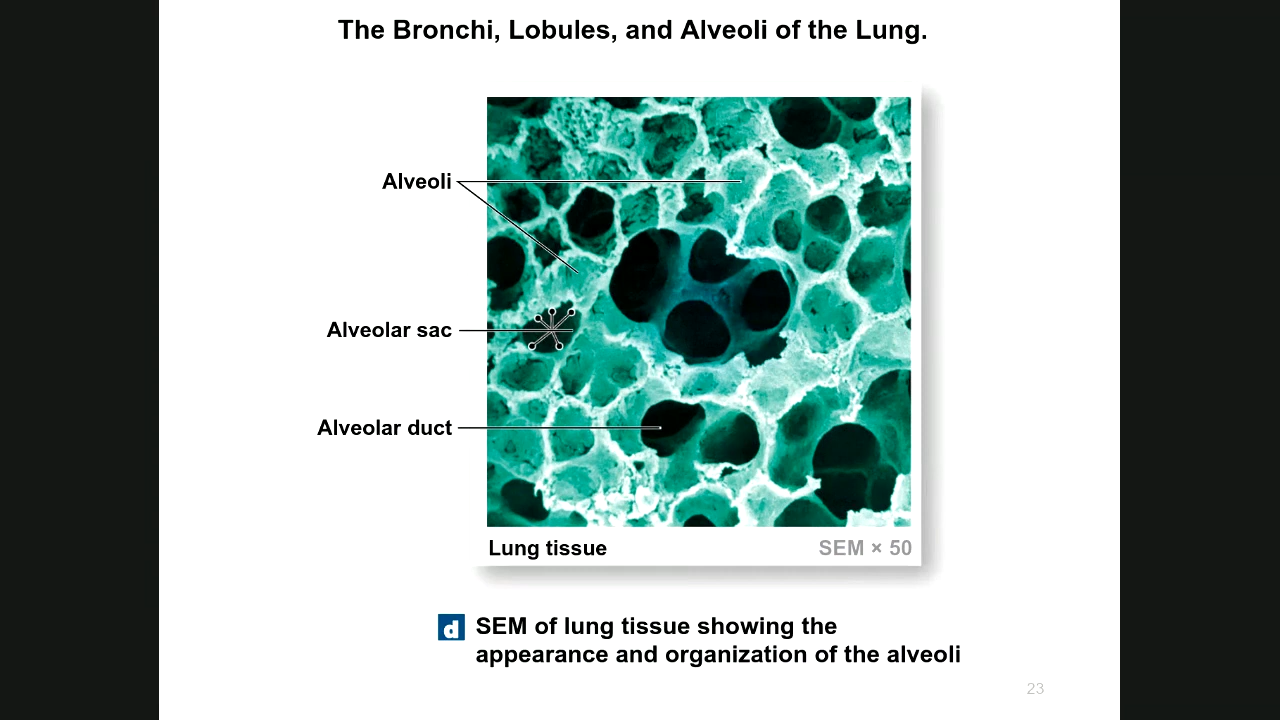 The Bronchi, Lobules, and Alveoli of the Lung.
Alveoli
Alveolar sac
Alveolar duct
Lung tissue
SEM × 50
d
SEM of lung tissue showing the
appearance and organization of the alveoli
23